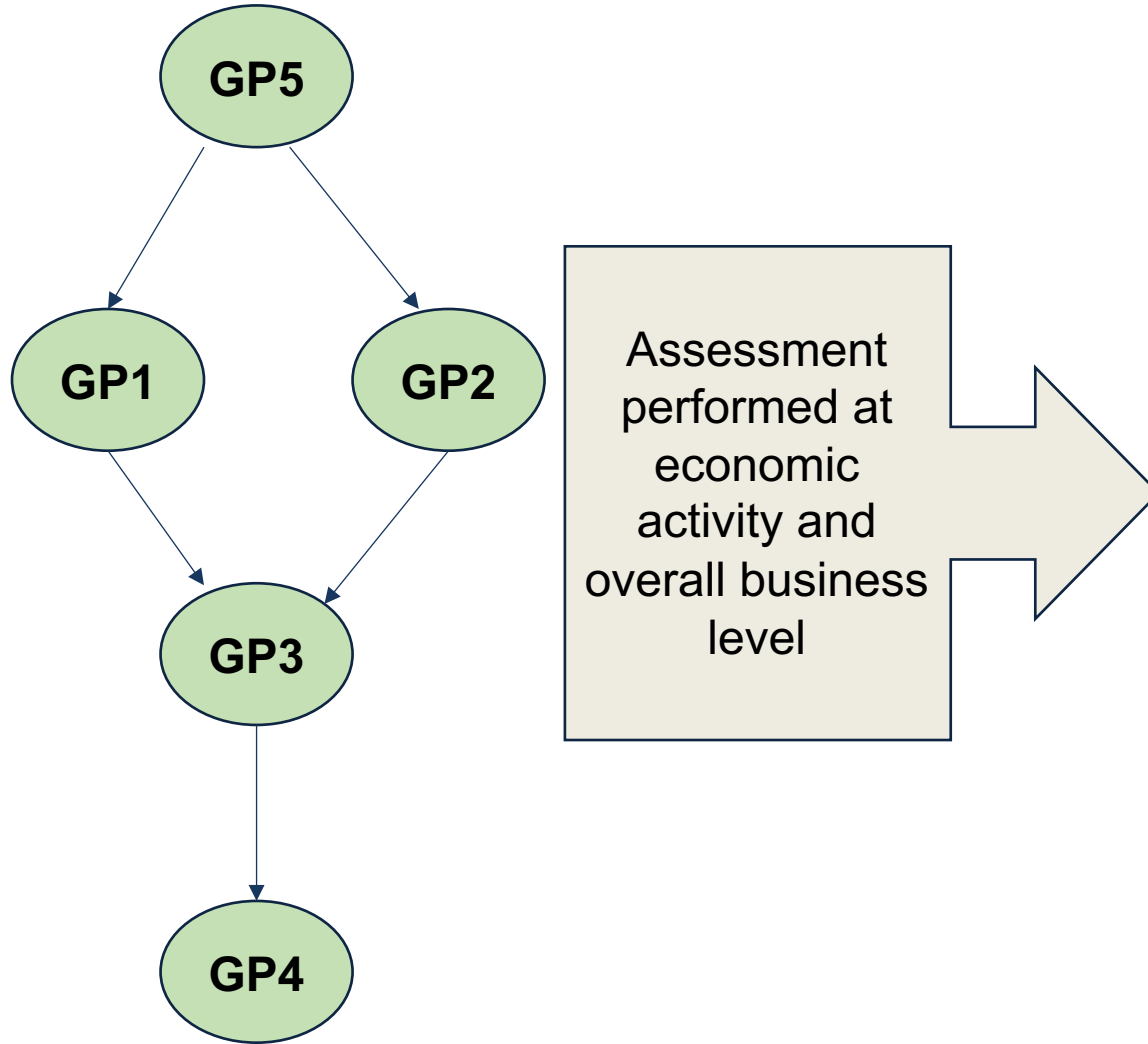 GP5
GP1
GP2
GP3
GP4
Assessment
performed at
economic
activity and
overall business
level